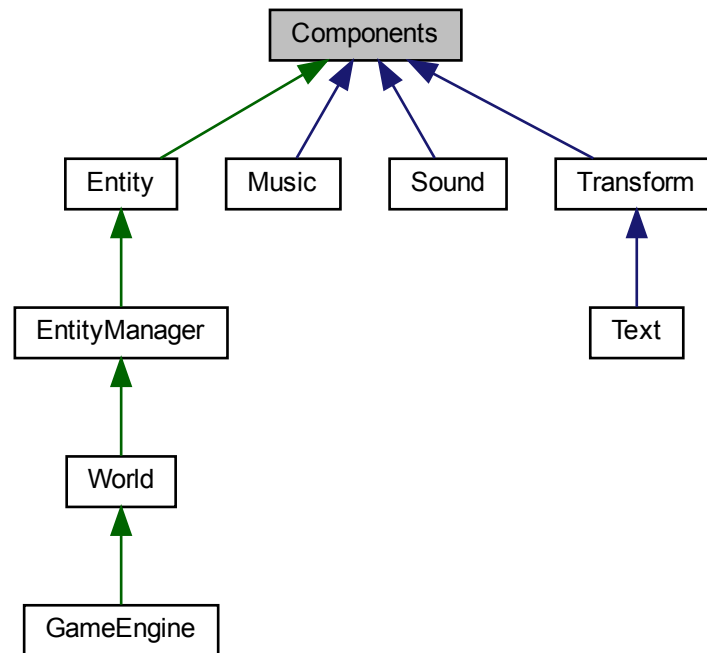 Components
Entity
Music
Sound
Transform
EntityManager
Text
World
GameEngine